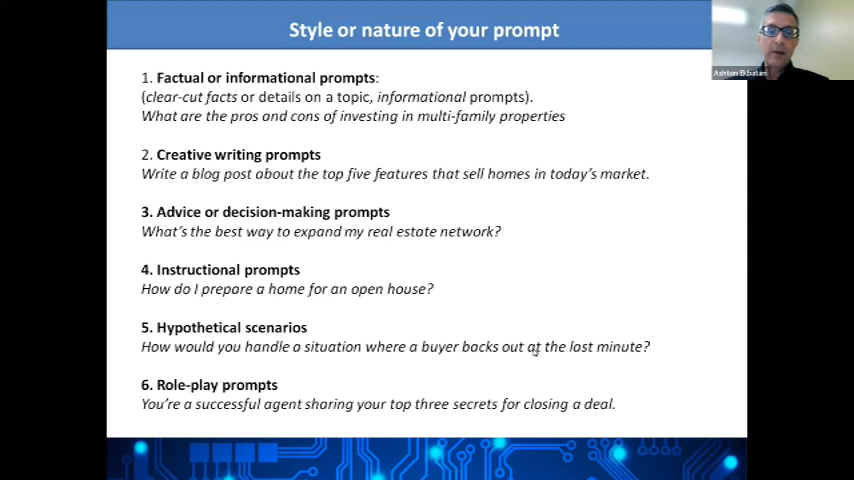 Style or nature of your prompt
Ashton Ekbatani
1. Factual or informational prompts:
(clear-cut facts or details on a topic, informational prompts).
What are the pros and cons of investing in multi-family properties
2. Creative writing prompts
Write a blog post about the top five features that sell homes in today's market.
3. Advice or decision-making prompts
What's the best way to expand my real estate network?
4. Instructional prompts
How do I prepare a home for an open house?
5. Hypothetical scenarios
How would you handle a situation where a buyer backs out at the last minute?
6. Role-play prompts
You're a successful agent sharing your top three secrets for closing a deal.